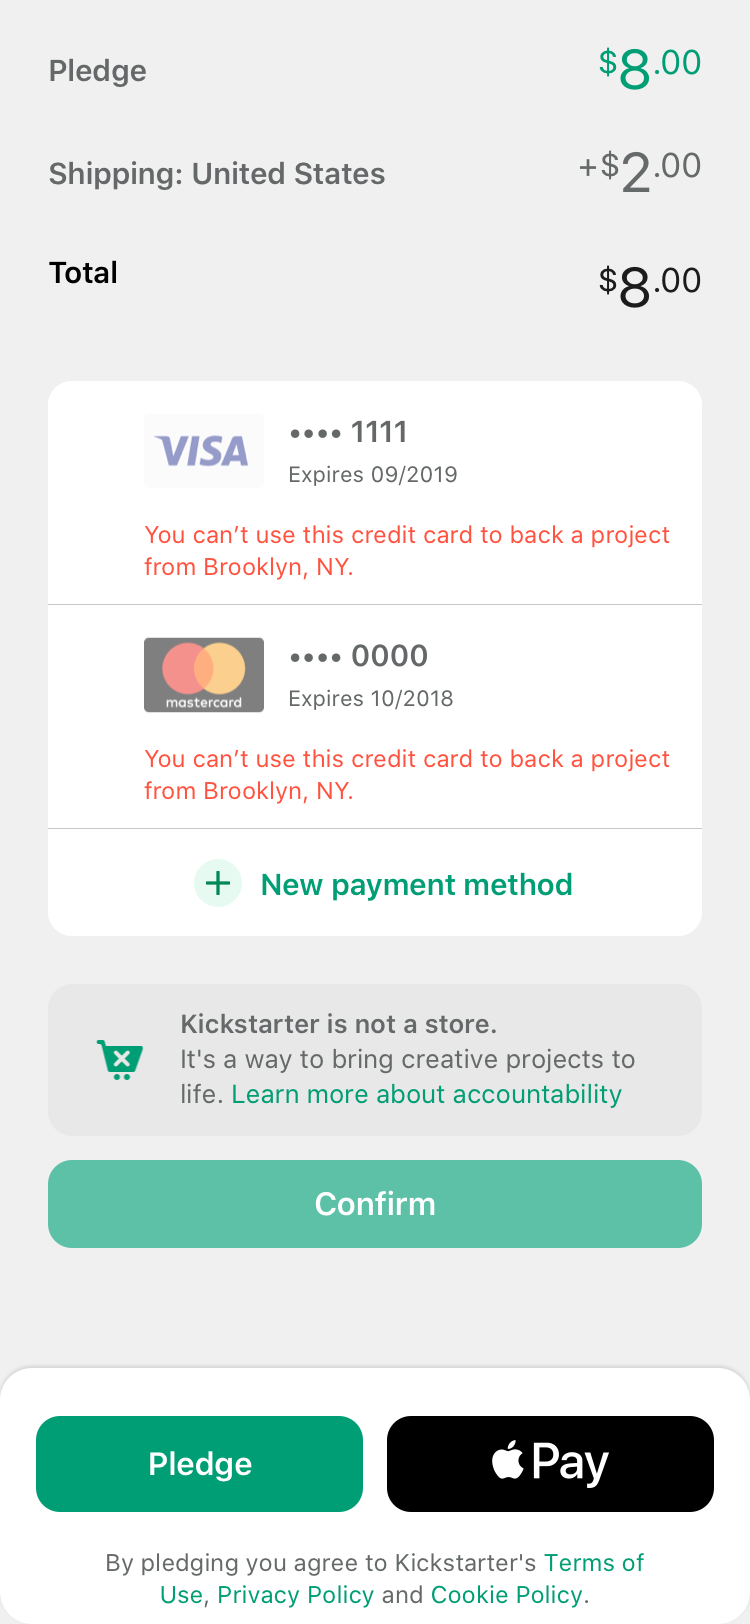 Pledge $8.00
Shipping: United States +$2.00
Total $8.00
VISA •••• 1111
Expires 09/2019
You can’t use this credit card to back a project
from Brooklyn, NY.
mastercard •••• 0000
Expires 10/2018
You can’t use this credit card to back a project
from Brooklyn, NY.
+ New payment method
Kickstarter is not a store.
It's a way to bring creative projects to
life. Learn more about accountability
Confirm
Pledge
Pay
By pledging you agree to Kickstarter's Terms of
Use, Privacy Policy and Cookie Policy.